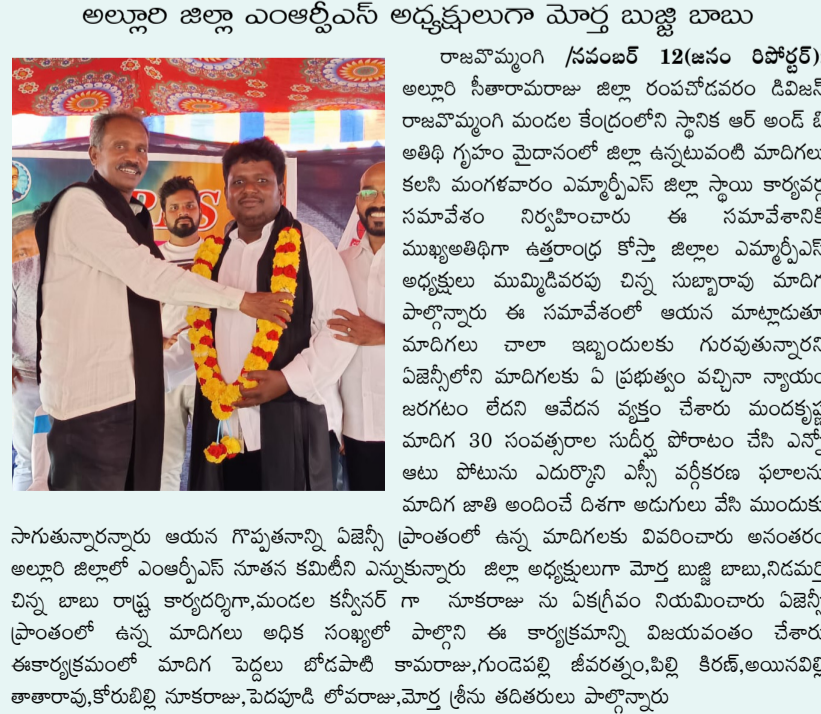 అల్లూరి జిల్లా ఎంఆర్పీఎస్ అధ్యక్షులుగా మోర్త బుజ్జి బాబు
రాజవొమ్మంగి /నవంబర్ 12(జనం రిపోర్టర్)
అల్లూరి సీతారామరాజు జిల్లా రంపచోడవరం డివిజన్
రాజవొమ్మంగి మండల కేంద్రంలోని స్థానిక ఆర్ అండ్ బి
అతిథి గృహం మైదానంలో జిల్లా ఉన్నటువంటి మాదిగలు
కలసి మంగళవారం ఎమ్మార్పీఎస్ జిల్లా స్థాయి కార్యవర్గ
సమావేశం నిర్వహించారు ఈ సమావేశానికి
ముఖ్యఅతిథిగా ఉత్తరాంధ్ర కోస్తా జిల్లాల ఎమ్మార్పీఎస్
అధ్యక్షులు ముమ్మిడివరపు చిన్న సుబ్బారావు మాదిగ
పాల్గొన్నారు ఈ సమావేశంలో ఆయన మాట్లాడుతూ
మాదిగలు చాలా ఇబ్బందులకు గురవుతున్నారని
ఏజెన్సీలోని మాదిగలకు ఏ ప్రభుత్వం వచ్చినా న్యాయం
జరగటం లేదని ఆవేదన వ్యక్తం చేశారు మందకృష్ణ
మాదిగ 30 సంవత్సరాల సుదీర్ఘ పోరాటం చేసి ఎన్నో
ఆటు పోటును ఎదుర్కొని ఎస్సీ వర్గీకరణ ఫలాలను
మాదిగ జాతి అందించే దిశగా అడుగులు వేసి ముందుకు
సాగుతున్నారన్నారు ఆయన గొప్పతనాన్ని ఏజెన్సీ ప్రాంతంలో ఉన్న మాదిగలకు వివరించారు అనంతరం
అల్లూరి జిల్లాలో ఎంఆర్పీఎస్ నూతన కమిటీని ఎన్నుకున్నారు జిల్లా అధ్యక్షులుగా మోర్త బుజ్జి బాబు,నిడమర్తి
చిన్న బాబు రాష్ట్ర కార్యదర్శిగా,మండల కన్వీనర్ గా నూకరాజు ను ఏకగ్రీవం నియమించారు ఏజెన్సీ
ప్రాంతంలో ఉన్న మాదిగలు అధిక సంఖ్యలో పాల్గొని ఈ కార్యక్రమాన్ని విజయవంతం చేశారు
ఈకార్యక్రమంలో మాదిగ పెద్దలు బోడపాటి కామరాజు,గుండెపల్లి జీవరత్నం,పిల్లి కిరణ్,అయినవిల్లి
తాతారావు,కోరుబిల్లి నూకరాజు,పెదపూడి లోవరాజు,మోర్త శ్రీను తదితరులు పాల్గొన్నారు